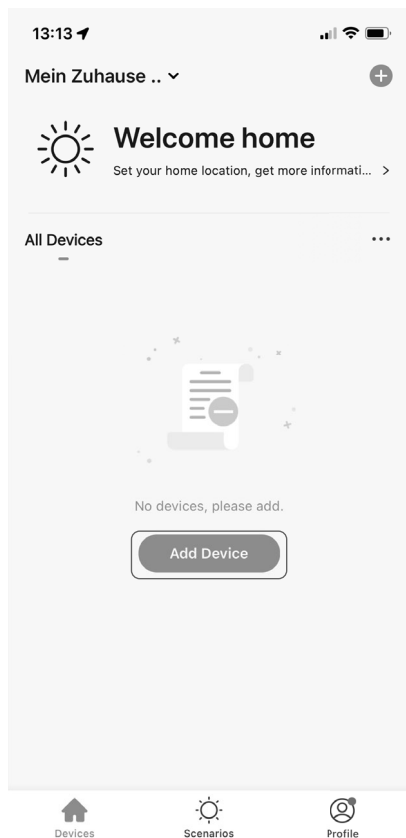 13:13
Mein Zuhause ..
Welcome home
Set your home location, get more informati...
All Devices
No devices, please add.
Add Device
Devices
Scenarios
Profile